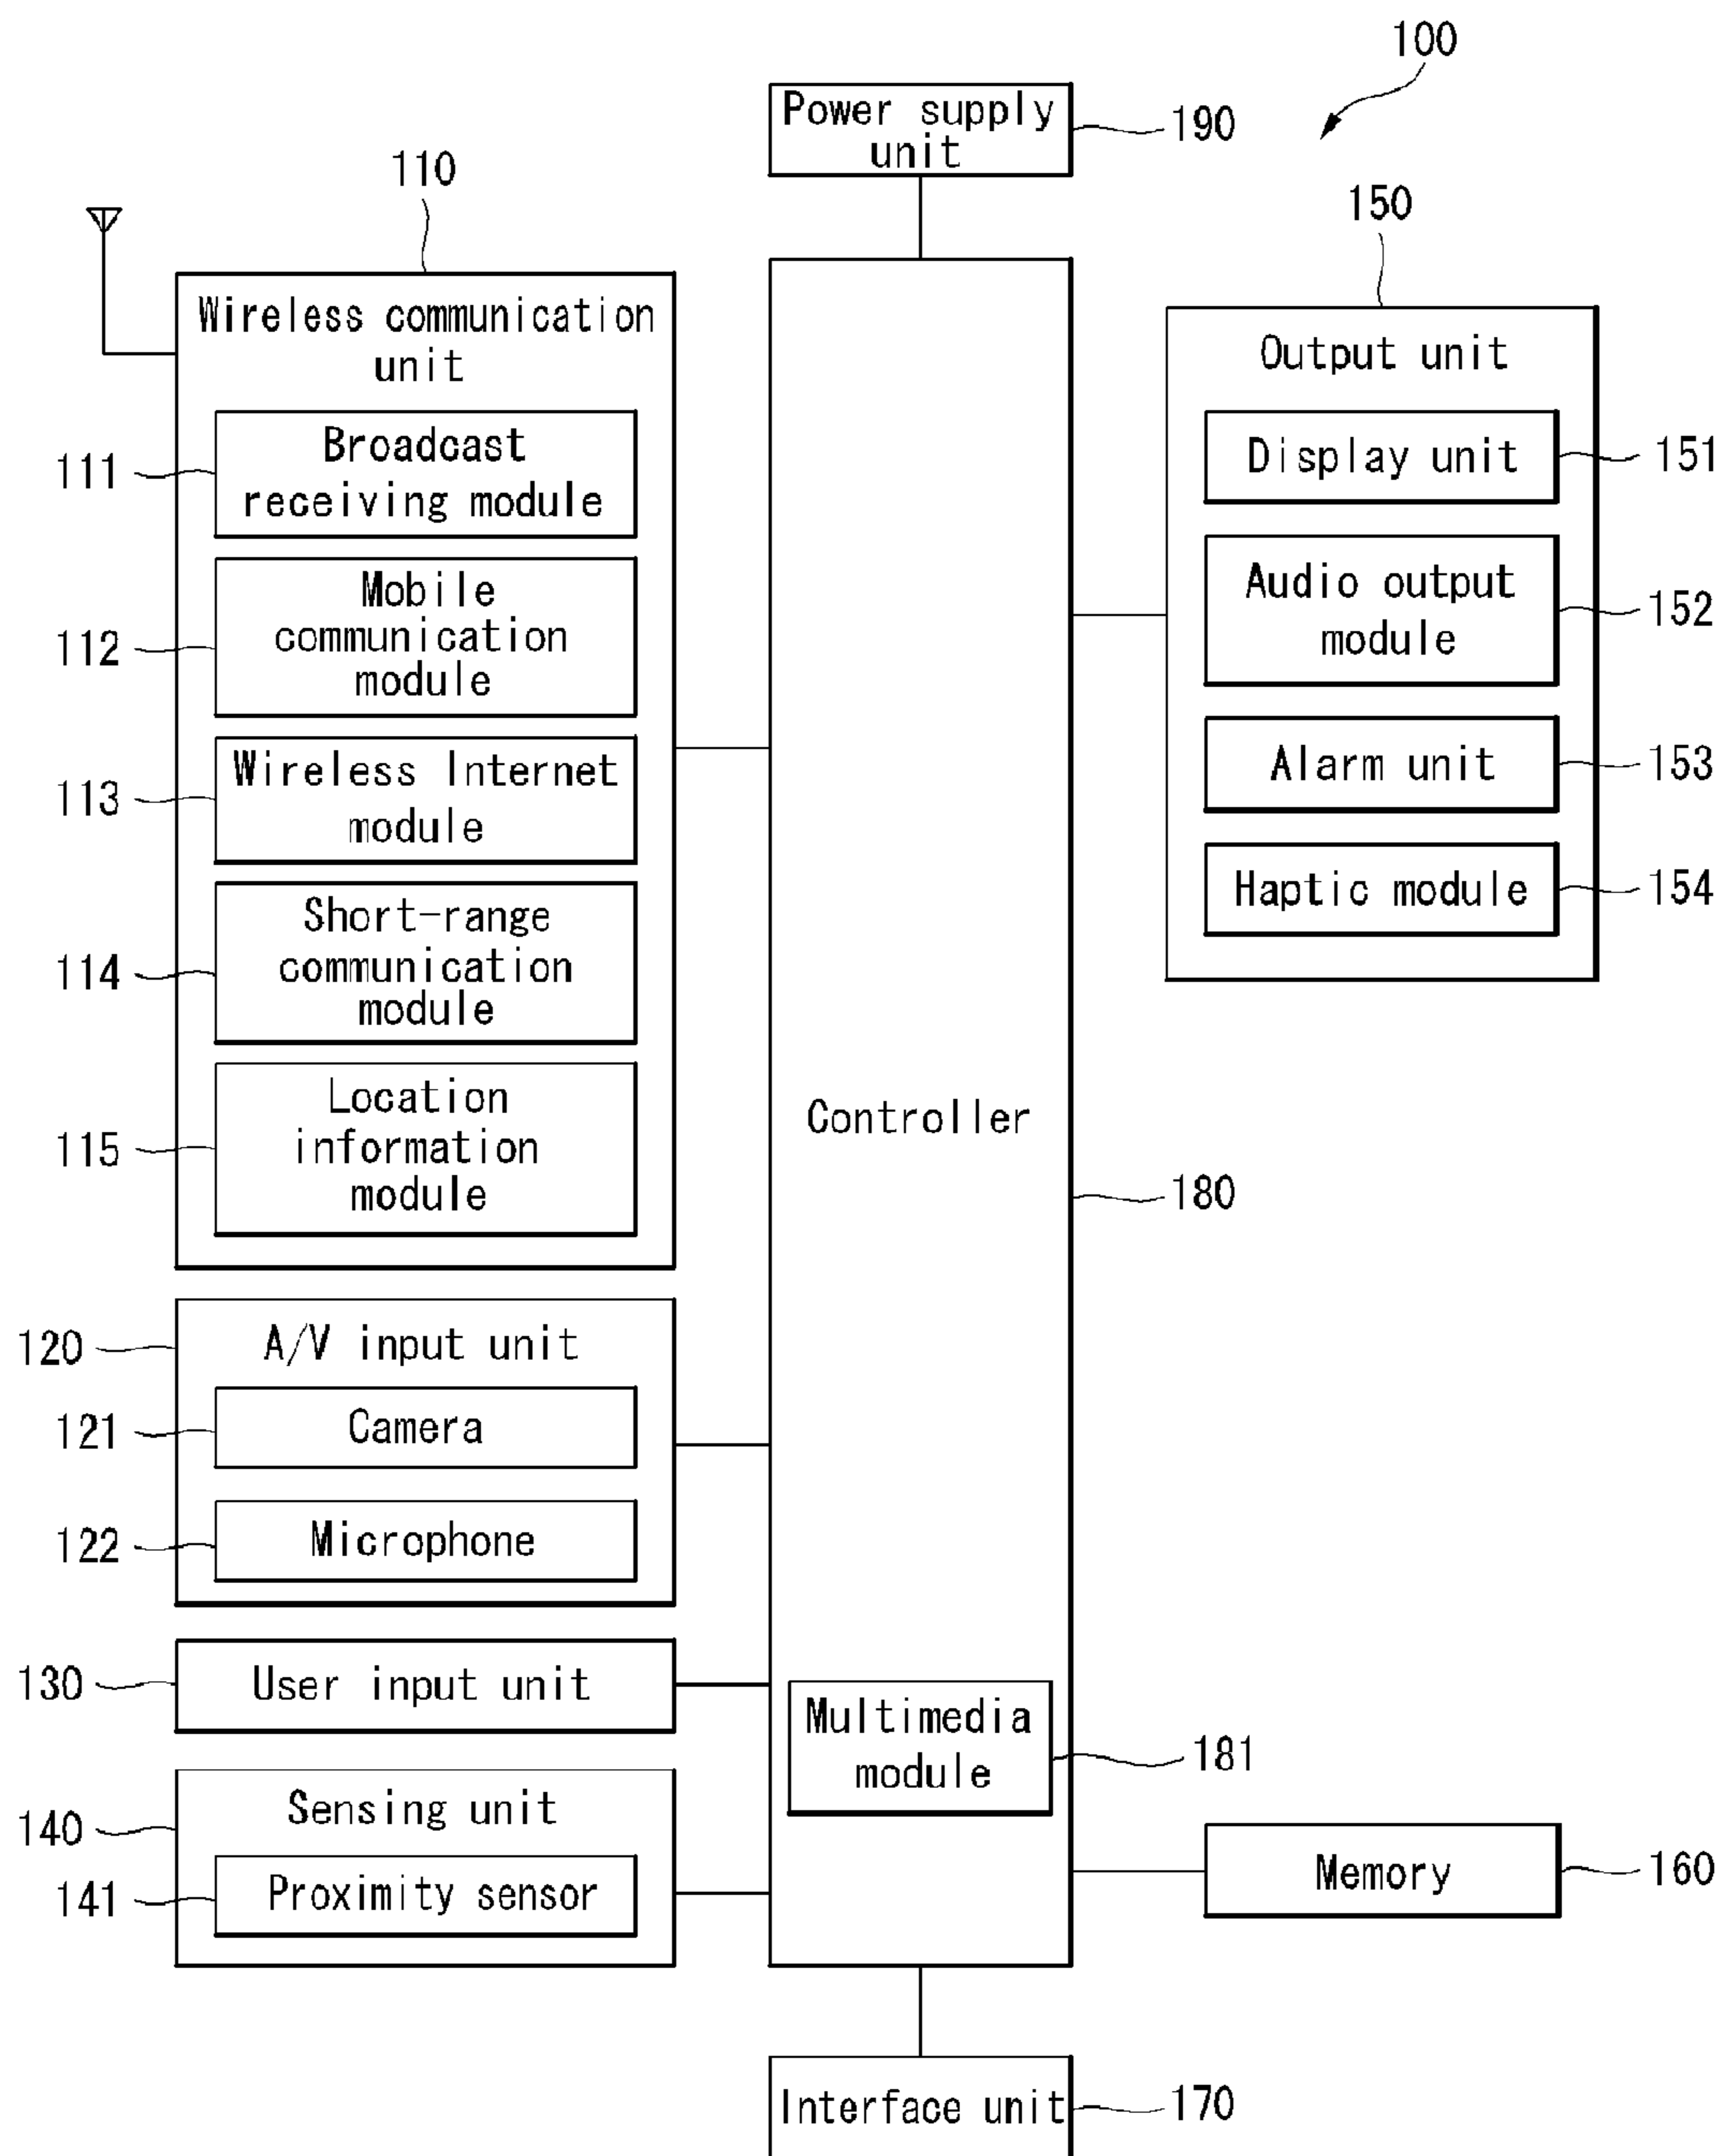 100
Power supply
unit
190
110
150
Wireless communication
unit
Output unit
111
Broadcast
receiving module
Display unit
151
112
Mobile
communication
module
Audio output
module
152
113
Wireless Internet
module
Alarm unit
153
114
Short-range
communication
module
Haptic module
154
115
Location
information
module
Controller
180
120
A/V input unit
121
Camera
122
Microphone
130
User input unit
Multimedia
module
181
140
Sensing unit
141
Proximity sensor
Memory
160
Interface unit
170